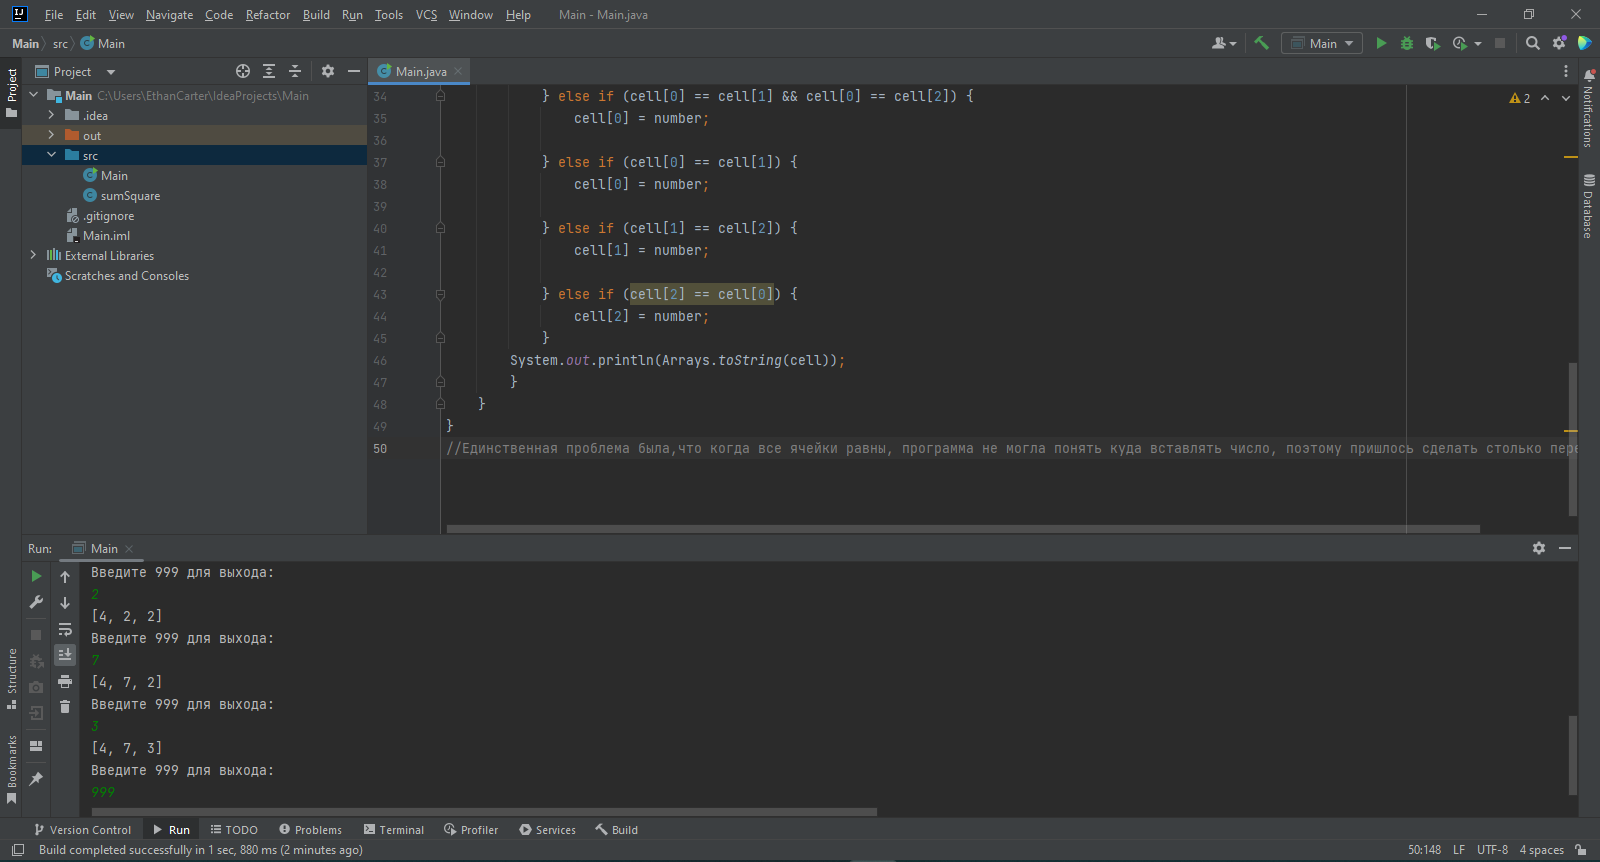 File Edit View Navigate Code Refactor Build Run Tools VCS Window Help Main - Main.java
Main src Main Main
Project Main.java
Main C:\Users\EthanCarter\IdeaProjects\Main
.idea
out
src
Main
sumSquare
.gitignore
Main.iml
External Libraries
Scratches and Consoles
34 } else if (cell[0] == cell[1] && cell[0] == cell[2]) { 2
35 cell[0] = number;
36
37 } else if (cell[0] == cell[1]) {
38 cell[0] = number;
39
40 } else if (cell[1] == cell[2]) {
41 cell[1] = number;
42
43 } else if (cell[2] == cell[0]) {
44 cell[2] = number;
45 }
46 System.out.println(Arrays.toString(cell));
47 }
48 }
49 }
50 //Единственная проблема была,что когда все ячейки равны, программа не могла понять куда вставлять число, поэтому пришлось сделать столько пере
Project
Structure
Bookmarks
Notifications
Database
Run: Main
Введите 999 для выхода:
2
[4, 2, 2]
Введите 999 для выхода:
7
[4, 7, 2]
Введите 999 для выхода:
3
[4, 7, 3]
Введите 999 для выхода:
999
Version Control Run TODO Problems Terminal Profiler Services Build
Build completed successfully in 1 sec, 880 ms (2 minutes ago) 50:148 LF UTF-8 4 spaces